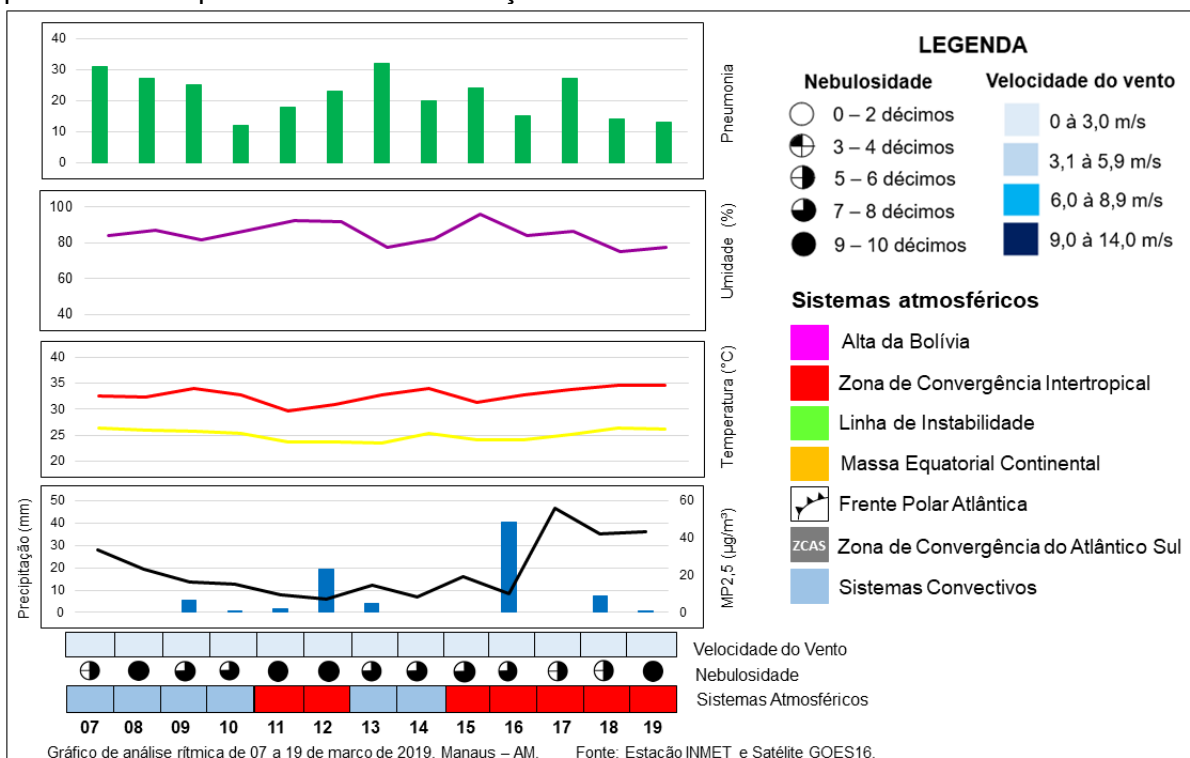 40
30
20
10
0
Pneumonia
100
80
60
40
Umidade (%)
40
35
30
25
20
Temperatura (°C)
Precipitação (mm)
50
40
30
20
10
0
60
40
20
0
MP2,5 (µg/m³)
Velocidade do Vento
Nebulosidade
Sistemas Atmosféricos
07 08 09 10 11 12 13 14 15 16 17 18 19
Gráfico de análise rítmica de 07 a 19 de março de 2019. Manaus – AM. Fonte: Estação INMET e Satélite GOES16.
LEGENDA
Nebulosidade
0 – 2 décimos
3 – 4 décimos
5 – 6 décimos
7 – 8 décimos
9 – 10 décimos
Velocidade do vento
0 à 3,0 m/s
3,1 à 5,9 m/s
6,0 à 8,9 m/s
9,0 à 14,0 m/s
Sistemas atmosféricos
Alta da Bolívia
Zona de Convergência Intertropical
Linha de Instabilidade
Massa Equatorial Continental
Frente Polar Atlântica
ZCAS Zona de Convergência do Atlântico Sul
Sistemas Convectivos